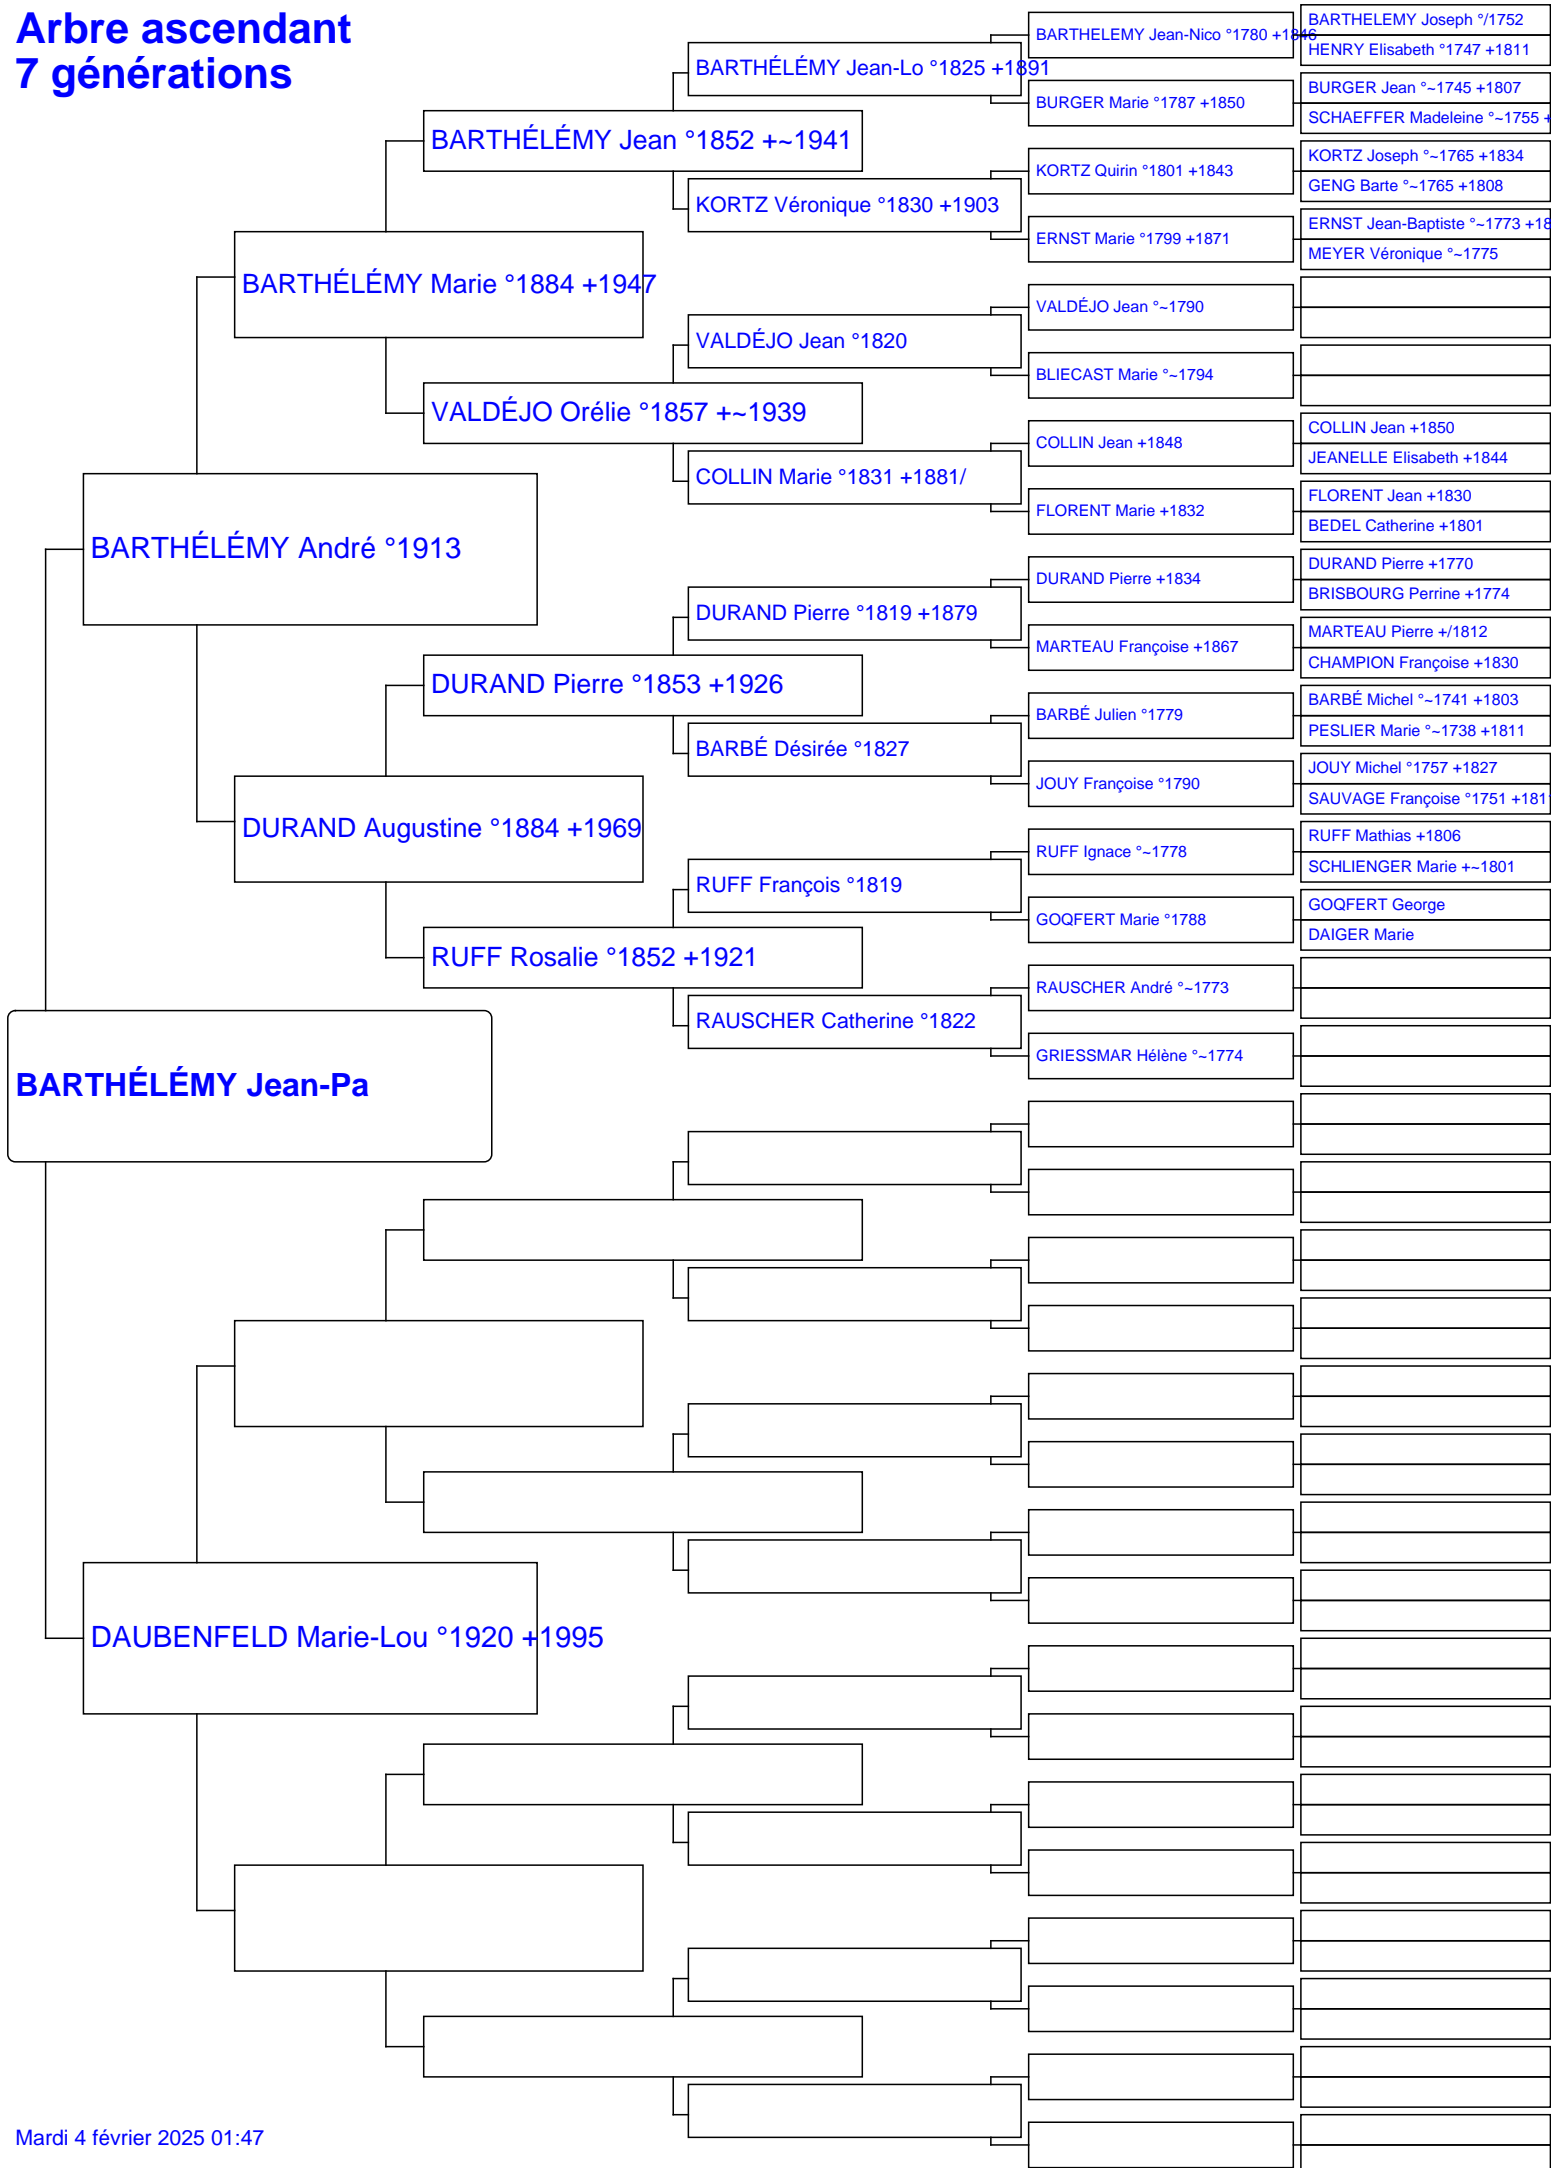 Arbre ascendant
7 générations
BARTHÉLÉMY Jean-Pa
BARTHÉLÉMY André °1913
DAUBENFELD Marie-Lou °1920 +1995
BARTHÉLÉMY Marie °1884 +1947
DURAND Augustine °1884 +1969
BARTHÉLÉMY Jean °1852 +~1941
VALDÉJO Orélie °1857 +~1939
DURAND Pierre °1853 +1926
RUFF Rosalie °1852 +1921
BARTHÉLÉMY Jean-Lo °1825 +1891
KORTZ Véronique °1830 +1903
VALDÉJO Jean °1820
COLLIN Marie °1831 +1881/
DURAND Pierre °1819 +1879
BARBÉ Désirée °1827
RUFF François °1819
RAUSCHER Catherine °1822
BARTHELEMY Jean-Nico °1780 +1846
BURGER Marie °1787 +1850
KORTZ Quirin °1801 +1843
ERNST Marie °1799 +1871
VALDÉJO Jean °~1790
BLIECAST Marie °~1794
COLLIN Jean +1848
FLORENT Marie +1832
DURAND Pierre +1834
MARTEAU Françoise +1867
BARBÉ Julien °1779
JOUY Françoise °1790
RUFF Ignace °~1778
GOQFERT Marie °1788
RAUSCHER André °~1773
GRIESSMAR Hélène °~1774
BARTHELEMY Joseph °/1752
HENRY Elisabeth °1747 +1811
BURGER Jean °~1745 +1807
SCHAEFFER Madeleine °~1755 +
KORTZ Joseph °~1765 +1834
GENG Barte °~1765 +1808
ERNST Jean-Baptiste °~1773 +18
MEYER Véronique °~1775
COLLIN Jean +1850
JEANELLE Elisabeth +1844
FLORENT Jean +1830
BEDEL Catherine +1801
DURAND Pierre +1770
BRISBOURG Perrine +1774
MARTEAU Pierre +/1812
CHAMPION Françoise +1830
BARBÉ Michel °~1741 +1803
PESLIER Marie °~1738 +1811
JOUY Michel °1757 +1827
SAUVAGE Françoise °1751 +181
RUFF Mathias +1806
SCHLIENGER Marie +~1801
GOQFERT George
DAIGER Marie
Mardi 4 février 2025 01:47